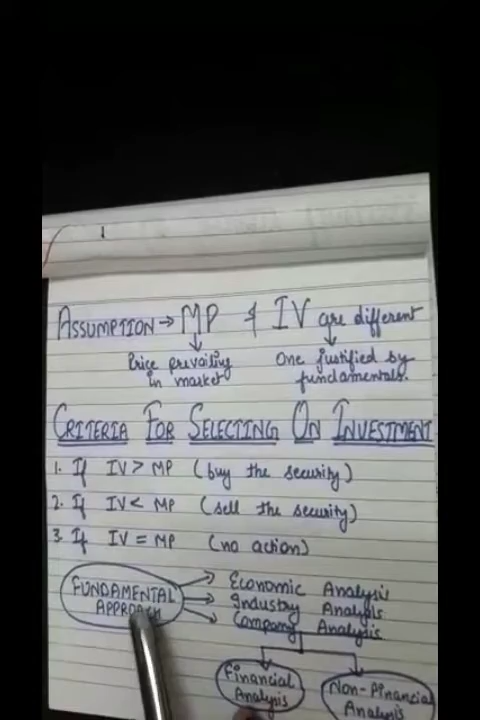 ASSUMPTION → MP & IV are different
Price prevailing in market
One justified by fundamentals.
CRITERIA FOR SELECTING ON INVESTMENT
1. If IV > MP (buy the security)
2. If IV < MP (sell the security)
3. If IV = MP (no action)
FUNDAMENTAL APPROACH
Economic Analysis
Industry Analysis
Company Analysis
Financial Analysis
Non-Financial Analysis